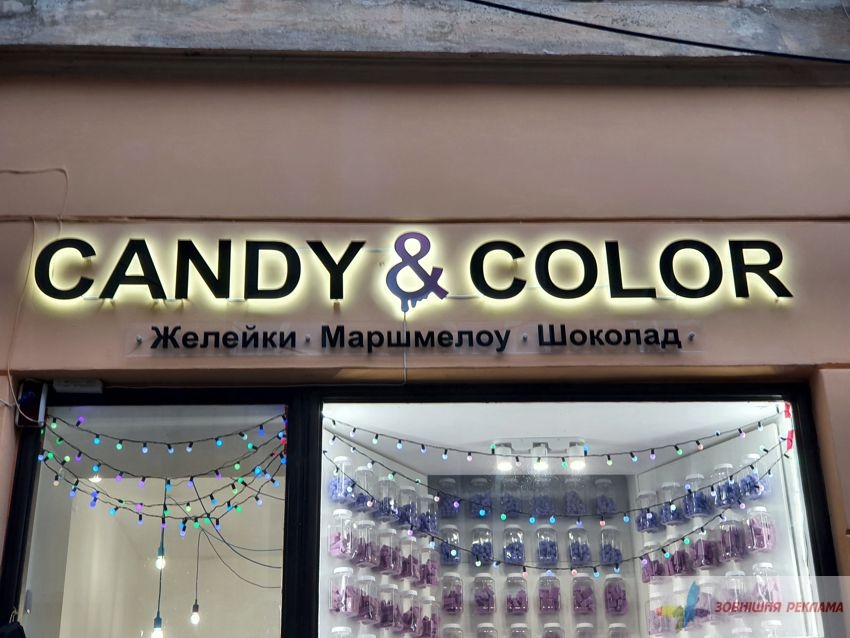 CANDY & COLOR
· Желейки · Маршмелоу · Шоколад ·
ЗОВНІШНЯ РЕКЛАМА